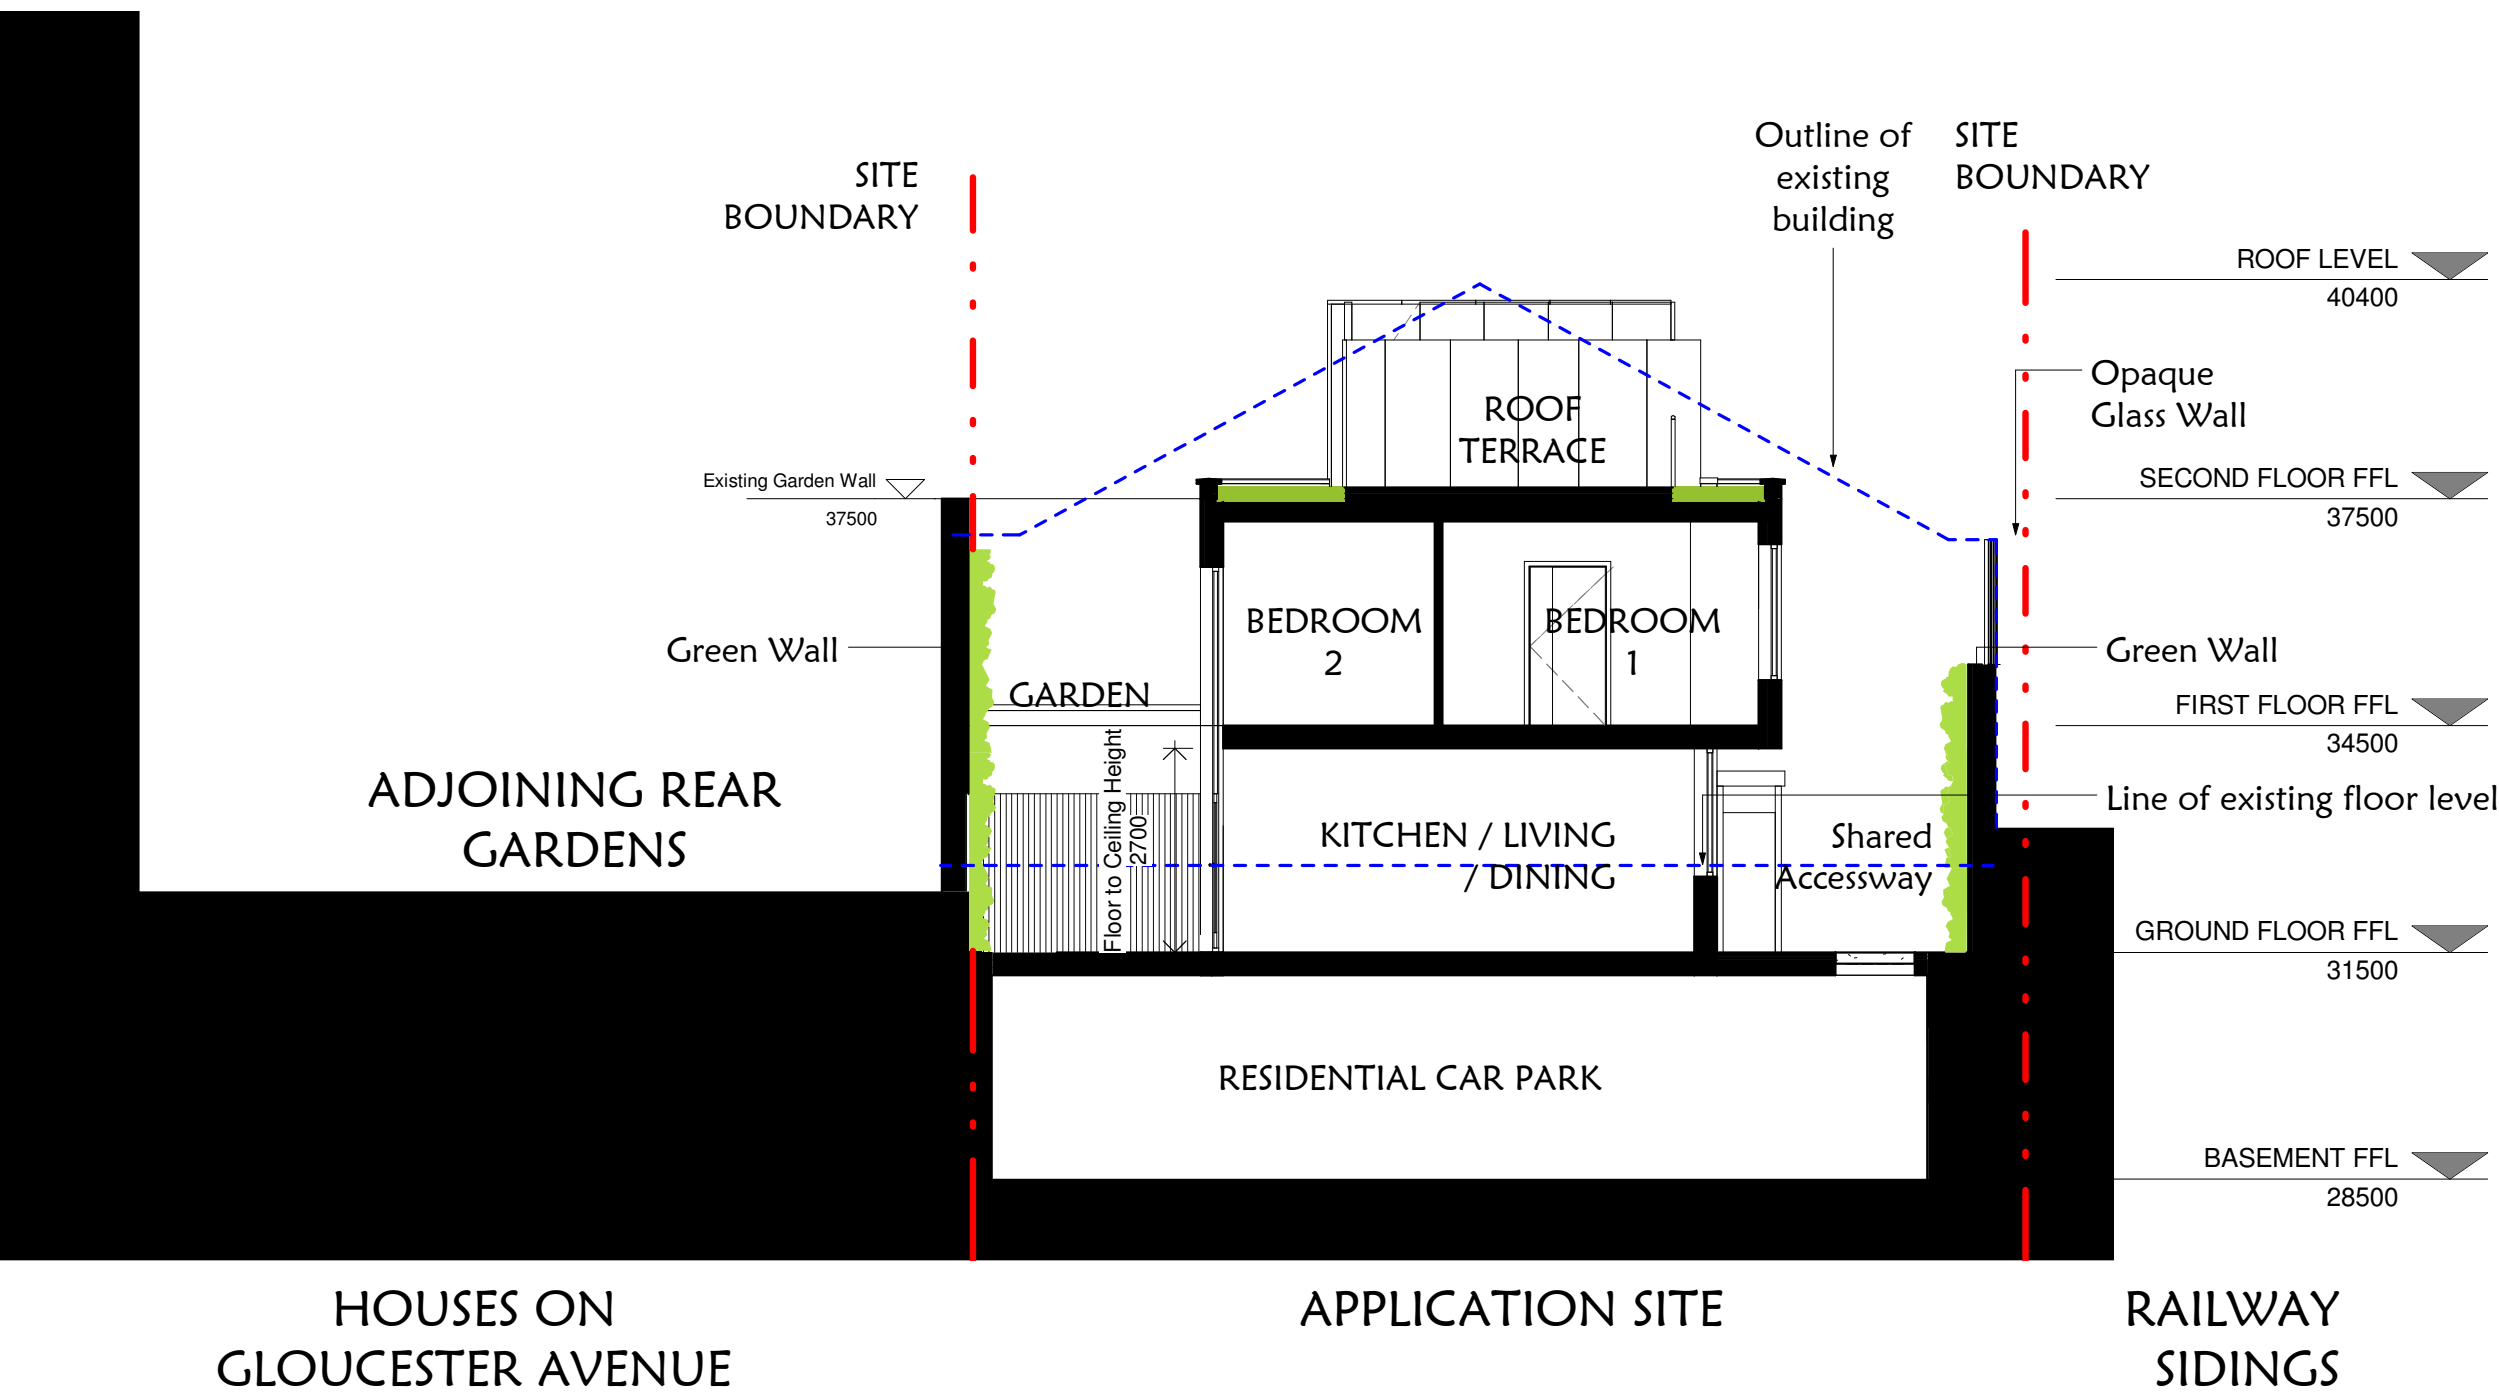 Outline of
existing
building
SITE
BOUNDARY
SITE
BOUNDARY
ROOF LEVEL
40400
Opaque
Glass Wall
ROOF
TERRACE
Existing Garden Wall
37500
SECOND FLOOR FFL
37500
BEDROOM
2
BEDROOM
1
Green Wall
Green Wall
GARDEN
FIRST FLOOR FFL
34500
Floor to Ceiling Height
2700
ADJOINING REAR
GARDENS
Line of existing floor level
KITCHEN / LIVING
/ DINING
Shared
Accessway
GROUND FLOOR FFL
31500
RESIDENTIAL CAR PARK
BASEMENT FFL
28500
HOUSES ON
GLOUCESTER AVENUE
APPLICATION SITE
RAILWAY
SIDINGS